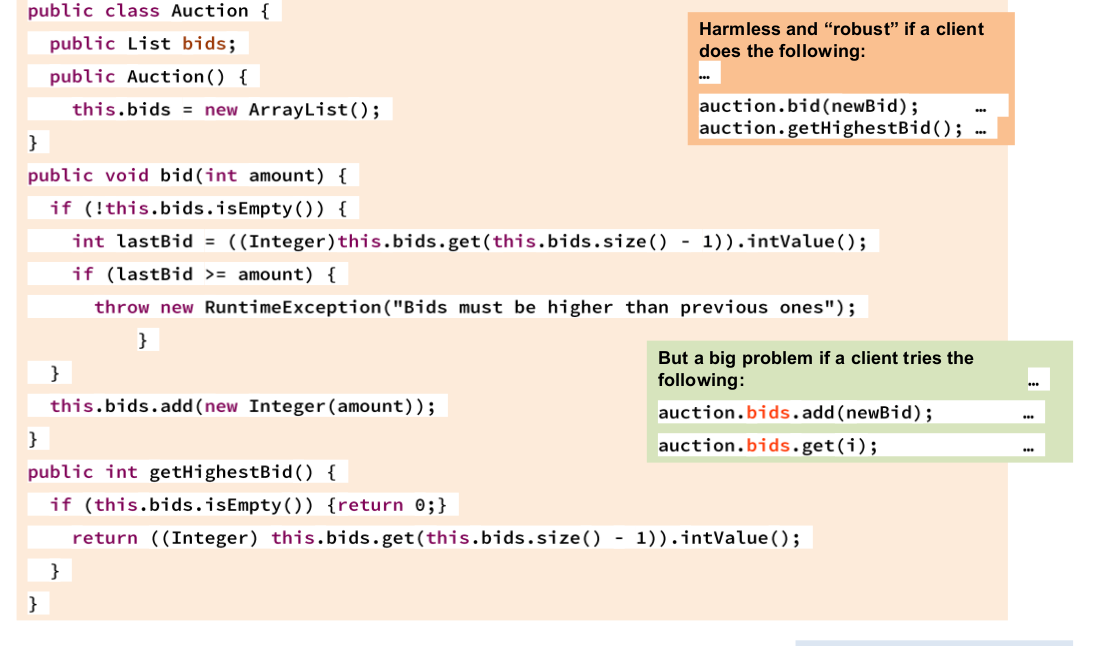 public class Auction {
public List bids;
public Auction() {
this.bids = new ArrayList();
}
public void bid(int amount) {
if (!this.bids.isEmpty()) {
int lastBid = ((Integer)this.bids.get(this.bids.size() - 1)).intValue();
if (lastBid >= amount) {
throw new RuntimeException("Bids must be higher than previous ones");
}
}
this.bids.add(new Integer(amount));
}
public int getHighestBid() {
if (this.bids.isEmpty()) {return 0;}
return ((Integer) this.bids.get(this.bids.size() - 1)).intValue();
}
}
Harmless and “robust” if a client
does the following:
…
auction.bid(newBid); …
auction.getHighestBid(); …
But a big problem if a client tries the
following: …
auction.bids.add(newBid); …
auction.bids.get(i); …